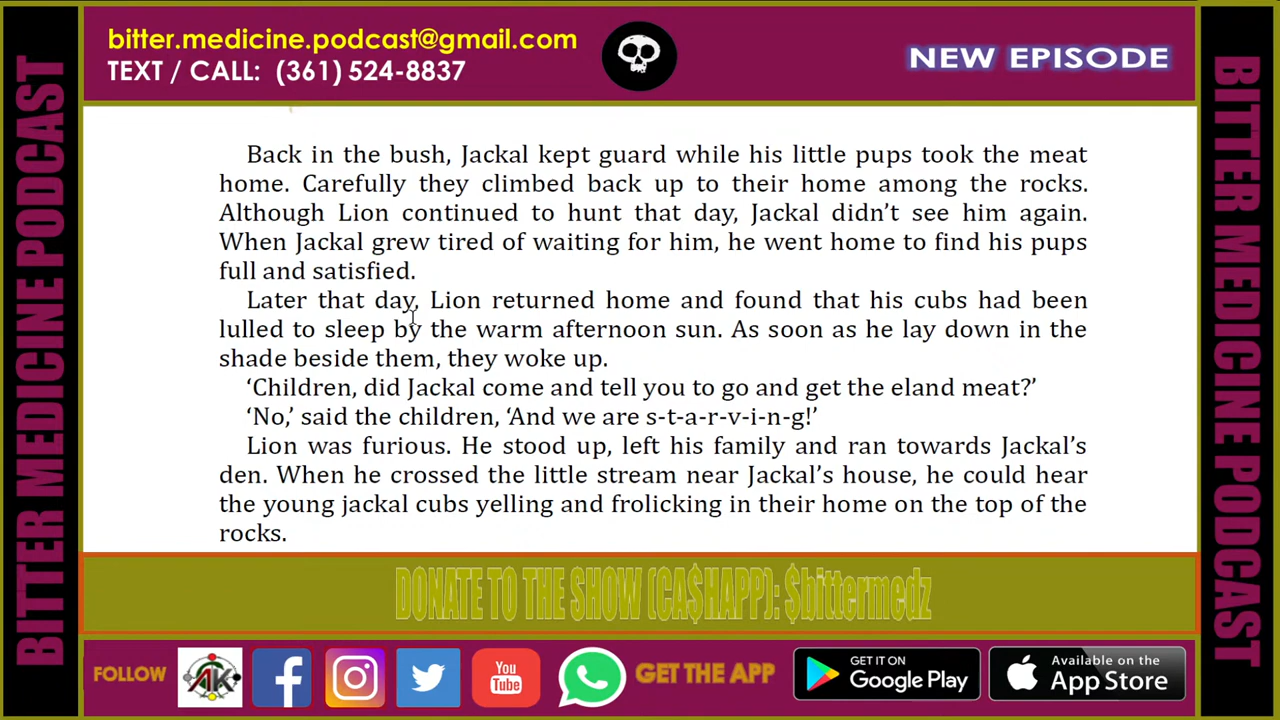 bitter.medicine.podcast@gmail.com
TEXT / CALL: (361) 524-8837
NEW EPISODE
BITTER MEDICINE PODCAST
Back in the bush, Jackal kept guard while his little pups took the meat
home. Carefully they climbed back up to their home among the rocks.
Although Lion continued to hunt that day, Jackal didn’t see him again.
When Jackal grew tired of waiting for him, he went home to find his pups
full and satisfied.
Later that day, Lion returned home and found that his cubs had been
lulled to sleep by the warm afternoon sun. As soon as he lay down in the
shade beside them, they woke up.
‘Children, did Jackal come and tell you to go and get the eland meat?’
‘No,’ said the children, ‘And we are s-t-a-r-v-i-n-g!’
Lion was furious. He stood up, left his family and ran towards Jackal’s
den. When he crossed the little stream near Jackal’s house, he could hear
the young jackal cubs yelling and frolicking in their home on the top of the
rocks.
BITTER MEDICINE PODCAST
DONATE TO THE SHOW (CA$HAPP): $bittermedz
FOLLOW
ATK
You
Tube
GET THE APP
GET IT ON
Google Play
Available on the
App Store